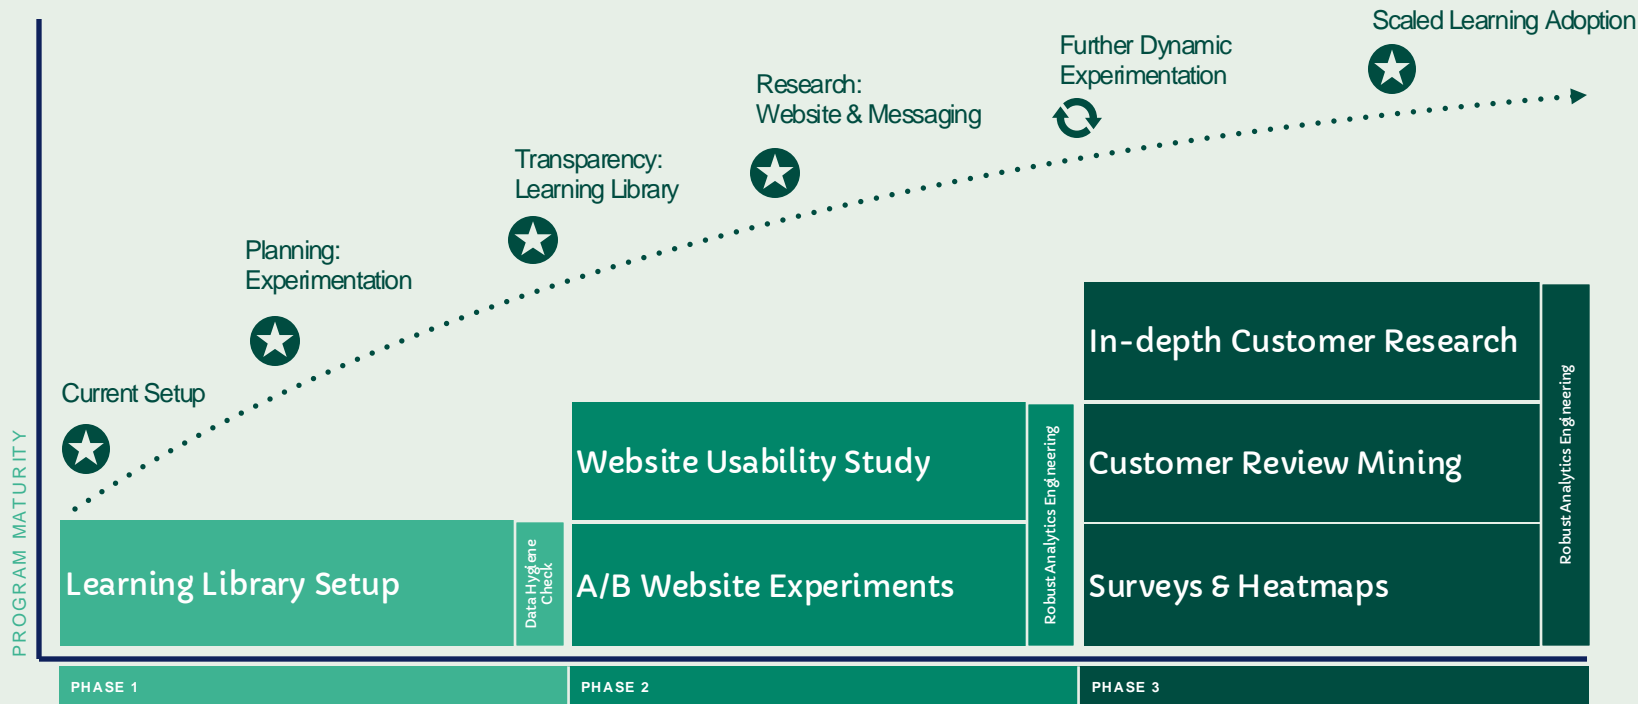 Scaled Learning Adoption
Further Dynamic
Experimentation
Research:
Website & Messaging
Transparency:
Learning Library
Planning:
Experimentation
Current Setup
PROGRAM MATURITY
Learning Library Setup
Data Hygiene
Check
Website Usability Study
A/B Website Experiments
Robust Analytics Engineering
In-depth Customer Research
Customer Review Mining
Surveys & Heatmaps
Robust Analytics Engineering
PHASE 1
PHASE 2
PHASE 3